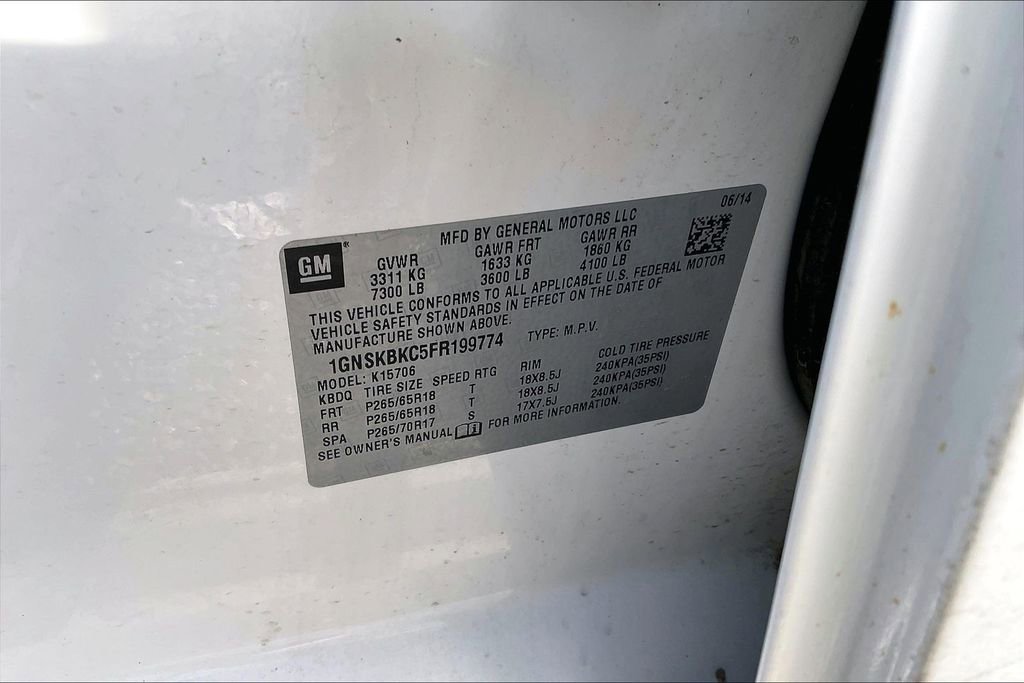 06/14
MFD BY GENERAL MOTORS LLC
GM®
GVWR GAWR FRT GAWR RR
3311 KG 1633 KG 1860 KG
7300 LB 3600 LB 4100 LB
THIS VEHICLE CONFORMS TO ALL APPLICABLE U.S. FEDERAL MOTOR
VEHICLE SAFETY STANDARDS IN EFFECT ON THE DATE OF
MANUFACTURE SHOWN ABOVE.
1GNSKBKC5FR199774 TYPE: M.P.V.
MODEL: K15706
KBDQ TIRE SIZE SPEED RTG RIM COLD TIRE PRESSURE
FRT P265/65R18 T 18X8.5J 240KPA(35PSI)
RR P265/65R18 T 18X8.5J 240KPA(35PSI)
SPA P265/70R17 S 17X7.5J 240KPA(35PSI)
SEE OWNER'S MANUAL FOR MORE INFORMATION.